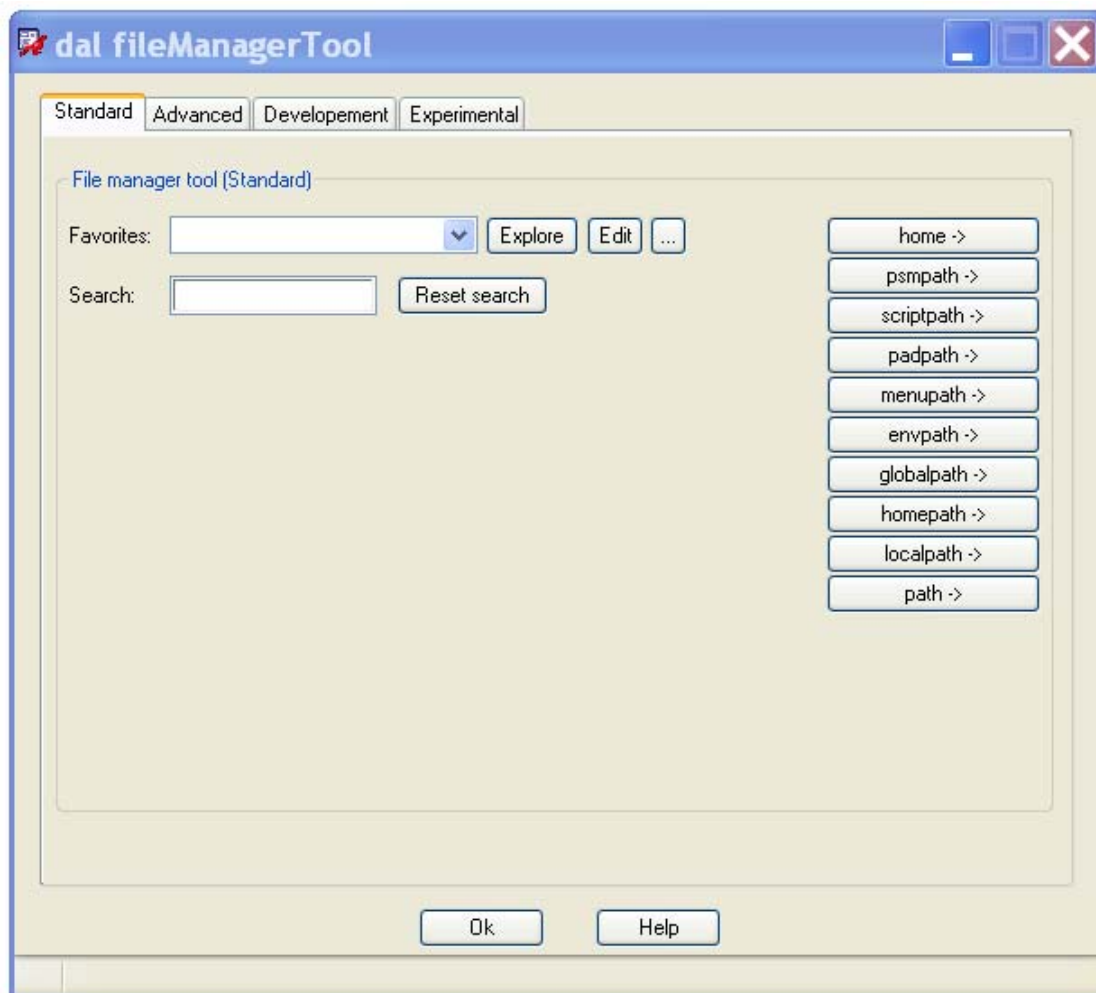 dal fileManagerTool
Standard Advanced Developement Experimental
File manager tool (Standard)
Favorites: Explore Edit ... home ->
psmpath ->
Search: Reset search
scriptpath ->
padpath ->
menupath ->
envpath ->
globalpath ->
homepath ->
localpath ->
path ->
Ok Help